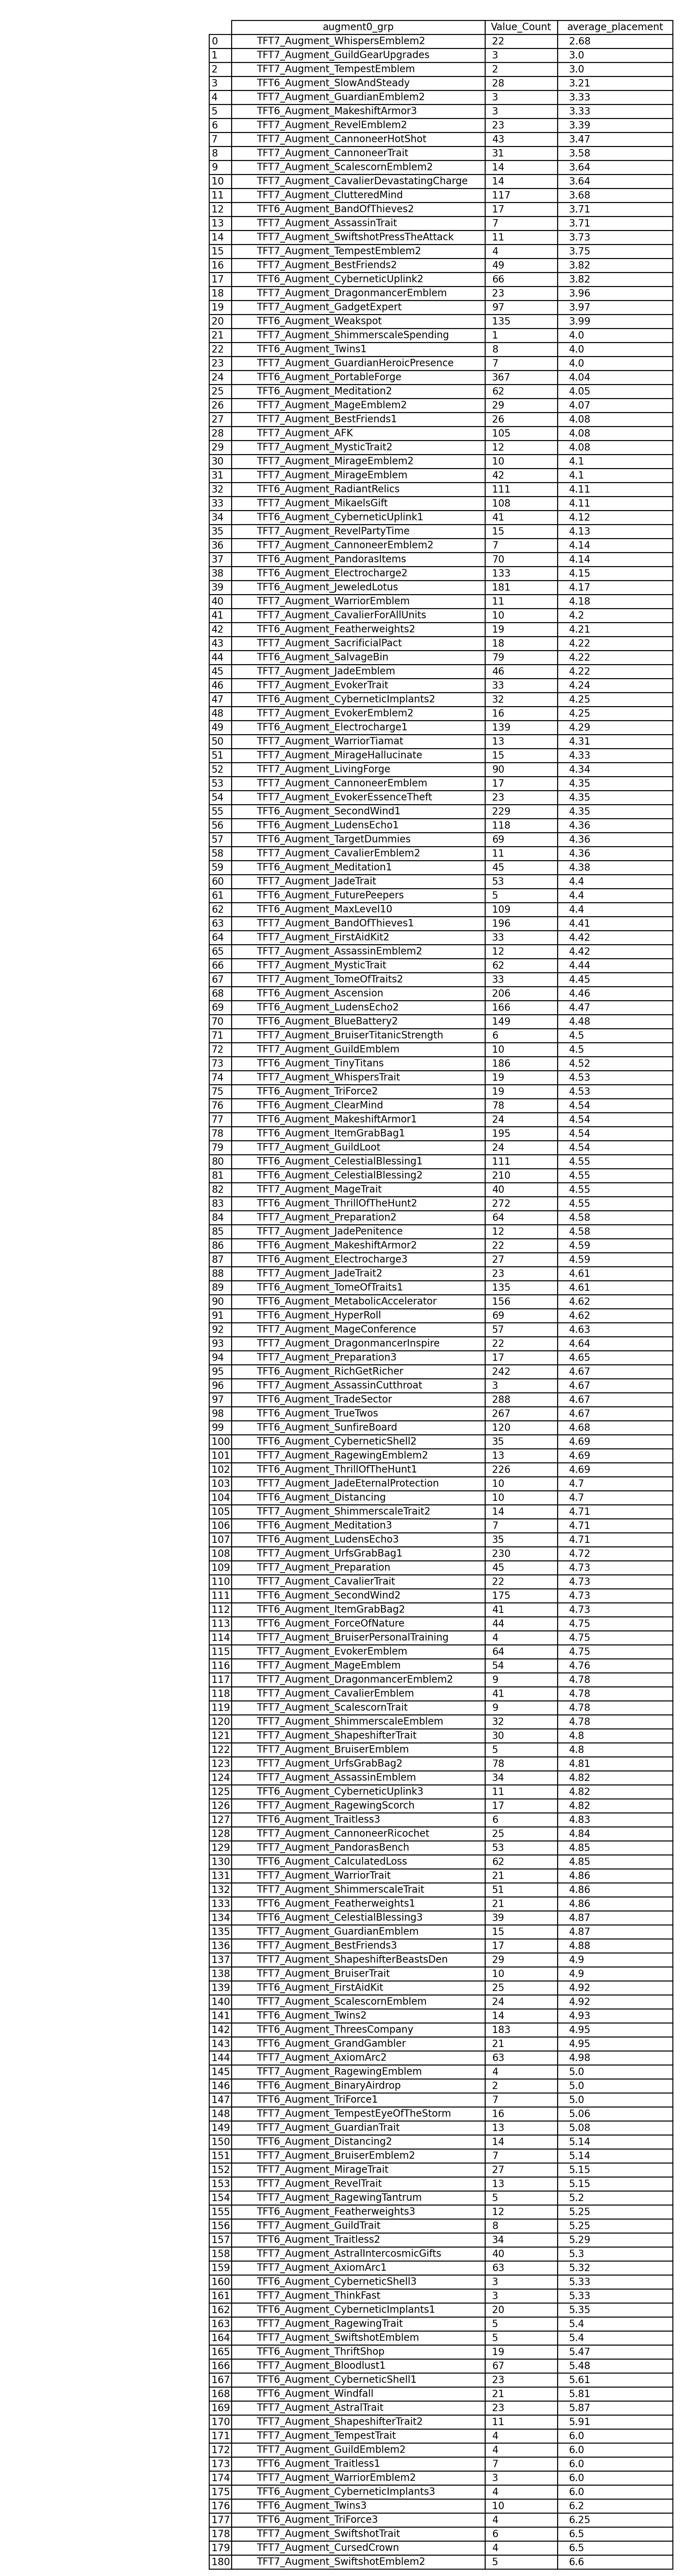 augment0_grp Value_Count average_placement
0 TFT7_Augment_WhispersEmblem2 22 2.68
1 TFT7_Augment_GuildGearUpgrades 3 3.0
2 TFT7_Augment_TempestEmblem 2 3.0
3 TFT6_Augment_SlowAndSteady 28 3.21
4 TFT7_Augment_GuardianEmblem2 3 3.33
5 TFT6_Augment_MakeshiftArmor3 3 3.33
6 TFT7_Augment_RevelEmblem2 23 3.39
7 TFT7_Augment_CannoneerHotShot 43 3.47
8 TFT7_Augment_CannoneerTrait 31 3.58
9 TFT7_Augment_ScalescornEmblem2 14 3.64
10 TFT7_Augment_CavalierDevastatingCharge 14 3.64
11 TFT7_Augment_ClutteredMind 117 3.68
12 TFT6_Augment_BandOfThieves2 17 3.71
13 TFT7_Augment_AssassinTrait 7 3.71
14 TFT7_Augment_SwiftshotPressTheAttack 11 3.73
15 TFT7_Augment_TempestEmblem2 4 3.75
16 TFT7_Augment_BestFriends2 49 3.82
17 TFT6_Augment_CyberneticUplink2 66 3.82
18 TFT7_Augment_DragonmancerEmblem 23 3.96
19 TFT7_Augment_GadgetExpert 97 3.97
20 TFT6_Augment_Weakspot 135 3.99
21 TFT7_Augment_ShimmerscaleSpending 1 4.0
22 TFT6_Augment_Twins1 8 4.0
23 TFT7_Augment_GuardianHeroicPresence 7 4.0
24 TFT6_Augment_PortableForge 367 4.04
25 TFT6_Augment_Meditation2 62 4.05
26 TFT7_Augment_MageEmblem2 29 4.07
27 TFT7_Augment_BestFriends1 26 4.08
28 TFT7_Augment_AFK 105 4.08
29 TFT7_Augment_MysticTrait2 12 4.08
30 TFT7_Augment_MirageEmblem2 10 4.1
31 TFT7_Augment_MirageEmblem 42 4.1
32 TFT6_Augment_RadiantRelics 111 4.11
33 TFT7_Augment_MikaelsGift 108 4.11
34 TFT6_Augment_CyberneticUplink1 41 4.12
35 TFT7_Augment_RevelPartyTime 15 4.13
36 TFT7_Augment_CannoneerEmblem2 7 4.14
37 TFT6_Augment_PandorasItems 70 4.14
38 TFT6_Augment_Electrocharge2 133 4.15
39 TFT6_Augment_JeweledLotus 181 4.17
40 TFT7_Augment_WarriorEmblem 11 4.18
41 TFT7_Augment_CavalierForAllUnits 10 4.2
42 TFT6_Augment_Featherweights2 19 4.21
43 TFT7_Augment_SacrificialPact 18 4.22
44 TFT6_Augment_SalvageBin 79 4.22
45 TFT7_Augment_JadeEmblem 46 4.22
46 TFT7_Augment_EvokerTrait 33 4.24
47 TFT6_Augment_CyberneticImplants2 32 4.25
48 TFT7_Augment_EvokerEmblem2 16 4.25
49 TFT6_Augment_Electrocharge1 139 4.29
50 TFT7_Augment_WarriorTiamat 13 4.31
51 TFT7_Augment_MirageHallucinate 15 4.33
52 TFT7_Augment_LivingForge 90 4.34
53 TFT7_Augment_CannoneerEmblem 17 4.35
54 TFT7_Augment_EvokerEssenceTheft 23 4.35
55 TFT6_Augment_SecondWind1 229 4.35
56 TFT6_Augment_LudensEcho1 118 4.36
57 TFT6_Augment_TargetDummies 69 4.36
58 TFT7_Augment_CavalierEmblem2 11 4.36
59 TFT6_Augment_Meditation1 45 4.38
60 TFT7_Augment_JadeTrait 53 4.4
61 TFT7_Augment_FuturePeepers 5 4.4
62 TFT7_Augment_MaxLevel10 109 4.4
63 TFT7_Augment_BandOfThieves1 196 4.41
64 TFT7_Augment_FirstAidKit2 33 4.42
65 TFT7_Augment_AssassinEmblem2 12 4.42
66 TFT7_Augment_MysticTrait 62 4.44
67 TFT6_Augment_TomeOfTraits2 33 4.45
68 TFT6_Augment_Ascension 206 4.46
69 TFT6_Augment_LudensEcho2 166 4.47
70 TFT6_Augment_BlueBattery2 149 4.48
71 TFT7_Augment_BruiserTitanicStrength 6 4.5
72 TFT7_Augment_GuildEmblem 10 4.5
73 TFT6_Augment_TinyTitans 186 4.52
74 TFT7_Augment_WhispersTrait 19 4.53
75 TFT6_Augment_TriForce2 19 4.53
76 TFT6_Augment_ClearMind 78 4.54
77 TFT6_Augment_MakeshiftArmor1 24 4.54
78 TFT6_Augment_ItemGrabBag1 195 4.54
79 TFT7_Augment_GuildLoot 24 4.54
80 TFT6_Augment_CelestialBlessing1 111 4.55
81 TFT6_Augment_CelestialBlessing2 210 4.55
82 TFT7_Augment_MageTrait 40 4.55
83 TFT6_Augment_ThrillOfTheHunt2 272 4.55
84 TFT7_Augment_Preparation2 64 4.58
85 TFT7_Augment_JadePenitence 12 4.58
86 TFT6_Augment_MakeshiftArmor2 22 4.59
87 TFT6_Augment_Electrocharge3 27 4.59
88 TFT7_Augment_JadeTrait2 23 4.61
89 TFT6_Augment_TomeOfTraits1 135 4.61
90 TFT6_Augment_MetabolicAccelerator 156 4.62
91 TFT6_Augment_HyperRoll 69 4.62
92 TFT7_Augment_MageConference 57 4.63
93 TFT7_Augment_DragonmancerInspire 22 4.64
94 TFT7_Augment_Preparation3 17 4.65
95 TFT6_Augment_RichGetRicher 242 4.67
96 TFT7_Augment_AssassinCutthroat 3 4.67
97 TFT6_Augment_TradeSector 288 4.67
98 TFT6_Augment_TrueTwos 267 4.67
99 TFT6_Augment_SunfireBoard 120 4.68
100 TFT6_Augment_CyberneticShell2 35 4.69
101 TFT7_Augment_RagewingEmblem2 13 4.69
102 TFT6_Augment_ThrillOfTheHunt1 226 4.69
103 TFT7_Augment_JadeEternalProtection 10 4.7
104 TFT6_Augment_Distancing 10 4.7
105 TFT7_Augment_ShimmerscaleTrait2 14 4.71
106 TFT6_Augment_Meditation3 7 4.71
107 TFT6_Augment_LudensEcho3 35 4.71
108 TFT7_Augment_UrfsGrabBag1 230 4.72
109 TFT7_Augment_Preparation 45 4.73
110 TFT7_Augment_CavalierTrait 22 4.73
111 TFT6_Augment_SecondWind2 175 4.73
112 TFT6_Augment_ItemGrabBag2 41 4.73
113 TFT6_Augment_ForceOfNature 44 4.75
114 TFT7_Augment_BruiserPersonalTraining 4 4.75
115 TFT7_Augment_EvokerEmblem 64 4.75
116 TFT7_Augment_MageEmblem 54 4.76
117 TFT7_Augment_DragonmancerEmblem2 9 4.78
118 TFT7_Augment_CavalierEmblem 41 4.78
119 TFT7_Augment_ScalescornTrait 9 4.78
120 TFT7_Augment_ShimmerscaleEmblem 32 4.78
121 TFT7_Augment_ShapeshifterTrait 30 4.8
122 TFT7_Augment_BruiserEmblem 5 4.8
123 TFT7_Augment_UrfsGrabBag2 78 4.81
124 TFT7_Augment_AssassinEmblem 34 4.82
125 TFT6_Augment_CyberneticUplink3 11 4.82
126 TFT7_Augment_RagewingScorch 17 4.82
127 TFT6_Augment_Traitless3 6 4.83
128 TFT7_Augment_CannoneerRicochet 25 4.84
129 TFT7_Augment_PandorasBench 53 4.85
130 TFT6_Augment_CalculatedLoss 62 4.85
131 TFT7_Augment_WarriorTrait 21 4.86
132 TFT7_Augment_ShimmerscaleTrait 51 4.86
133 TFT6_Augment_Featherweights1 21 4.86
134 TFT6_Augment_CelestialBlessing3 39 4.87
135 TFT7_Augment_GuardianEmblem 15 4.87
136 TFT7_Augment_BestFriends3 17 4.88
137 TFT7_Augment_ShapeshifterBeastsDen 29 4.9
138 TFT7_Augment_BruiserTrait 10 4.9
139 TFT6_Augment_FirstAidKit 25 4.92
140 TFT7_Augment_ScalescornEmblem 24 4.92
141 TFT6_Augment_Twins2 14 4.93
142 TFT6_Augment_ThreesCompany 183 4.95
143 TFT6_Augment_GrandGambler 21 4.95
144 TFT7_Augment_AxiomArc2 63 4.98
145 TFT7_Augment_RagewingEmblem 4 5.0
146 TFT6_Augment_BinaryAirdrop 2 5.0
147 TFT6_Augment_TriForce1 7 5.0
148 TFT7_Augment_TempestEyeOfTheStorm 16 5.06
149 TFT7_Augment_GuardianTrait 13 5.08
150 TFT6_Augment_Distancing2 14 5.14
151 TFT7_Augment_BruiserEmblem2 7 5.14
152 TFT7_Augment_MirageTrait 27 5.15
153 TFT7_Augment_RevelTrait 13 5.15
154 TFT7_Augment_RagewingTantrum 5 5.2
155 TFT6_Augment_Featherweights3 12 5.25
156 TFT7_Augment_GuildTrait 8 5.25
157 TFT6_Augment_Traitless2 34 5.29
158 TFT7_Augment_AstralIntercosmicGifts 40 5.3
159 TFT7_Augment_AxiomArc1 63 5.32
160 TFT6_Augment_CyberneticShell3 3 5.33
161 TFT7_Augment_ThinkFast 3 5.33
162 TFT6_Augment_CyberneticImplants1 20 5.35
163 TFT7_Augment_RagewingTrait 5 5.4
164 TFT7_Augment_SwiftshotEmblem 5 5.4
165 TFT6_Augment_ThriftShop 19 5.47
166 TFT7_Augment_Bloodlust1 67 5.48
167 TFT6_Augment_CyberneticShell1 23 5.61
168 TFT6_Augment_Windfall 21 5.81
169 TFT7_Augment_AstralTrait 23 5.87
170 TFT7_Augment_ShapeshifterTrait2 11 5.91
171 TFT7_Augment_TempestTrait 4 6.0
172 TFT7_Augment_GuildEmblem2 4 6.0
173 TFT6_Augment_Traitless1 7 6.0
174 TFT7_Augment_WarriorEmblem2 3 6.0
175 TFT6_Augment_CyberneticImplants3 4 6.0
176 TFT6_Augment_Twins3 10 6.2
177 TFT6_Augment_TriForce3 4 6.25
178 TFT7_Augment_SwiftshotTrait 6 6.5
179 TFT7_Augment_CursedCrown 4 6.5
180 TFT7_Augment_SwiftshotEmblem2 5 6.6